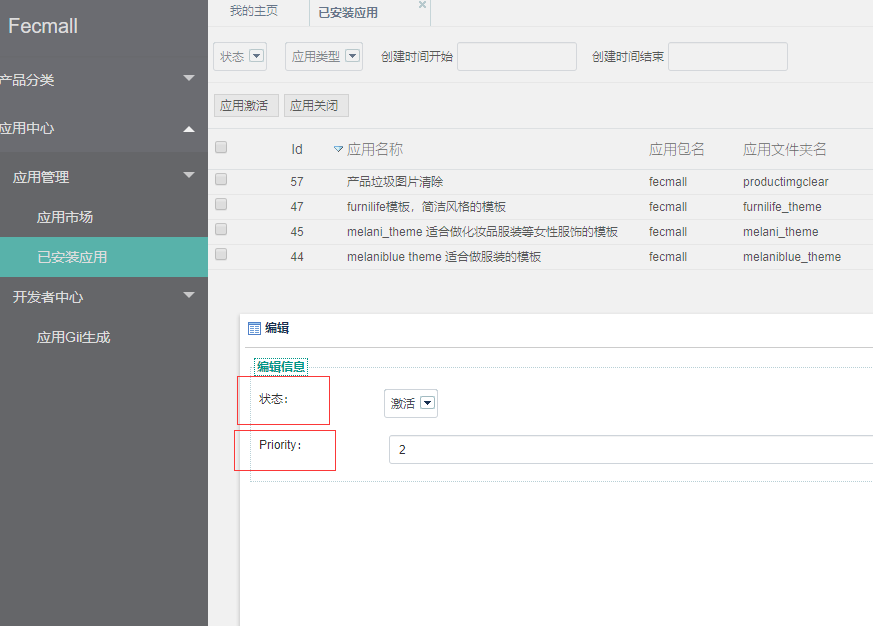 Fecmall
产品分类
应用中心
应用管理
应用市场
已安装应用
开发者中心
应用Gii生成
我的主页 已安装应用
状态 应用类型 创建时间开始 创建时间结束
应用激活 应用关闭
Id 应用名称 应用包名 应用文件夹名
57 产品垃圾图片清除 fecmall productimgclear
47 furnilife模板，简洁风格的模板 fecmall furnilife_theme
45 melani_theme 适合做化妆品服装等女性服饰的模板 fecmall melani_theme
44 melaniblue theme 适合做服装的模板 fecmall melaniblue_theme
编辑
编辑信息
状态： 激活
Priority： 2